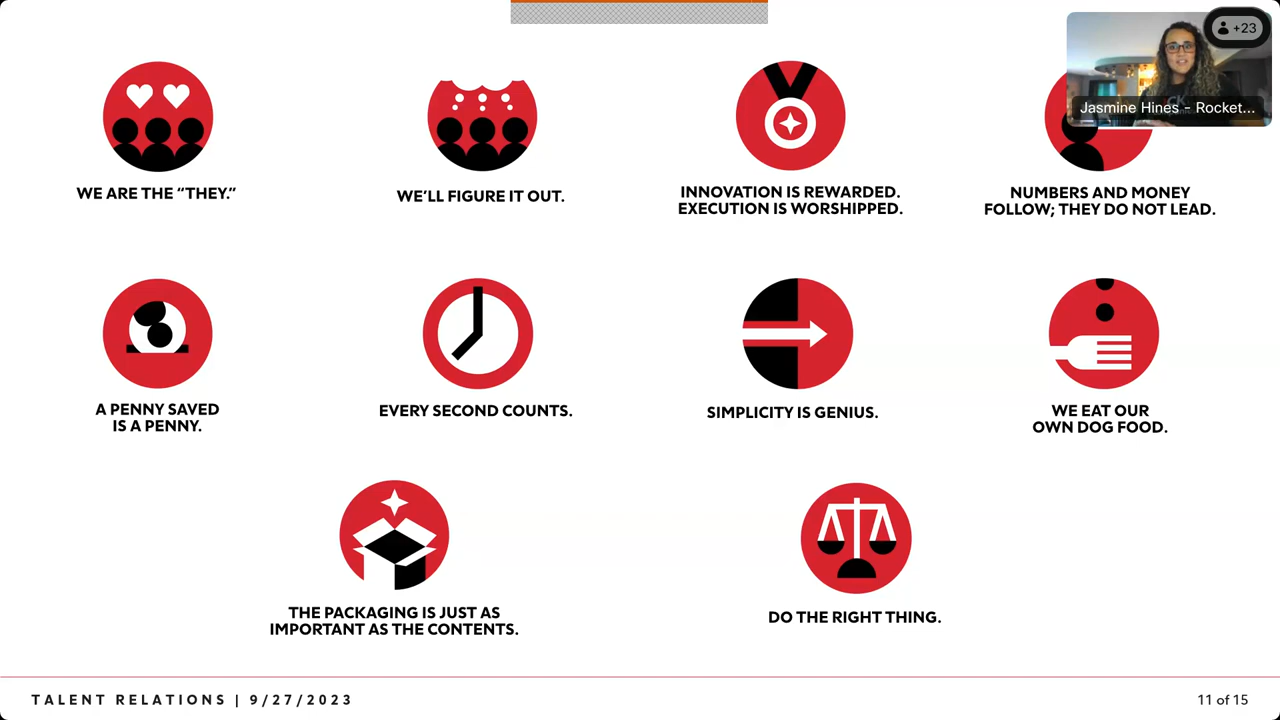 +23
Jasmine Hines - Rocket...
WE ARE THE “THEY.”
WE’LL FIGURE IT OUT.
INNOVATION IS REWARDED.
EXECUTION IS WORSHIPPED.
NUMBERS AND MONEY
FOLLOW; THEY DO NOT LEAD.
A PENNY SAVED
IS A PENNY.
EVERY SECOND COUNTS.
SIMPLICITY IS GENIUS.
WE EAT OUR
OWN DOG FOOD.
THE PACKAGING IS JUST AS
IMPORTANT AS THE CONTENTS.
DO THE RIGHT THING.
TALENT RELATIONS | 9/27/2023
11 of 15